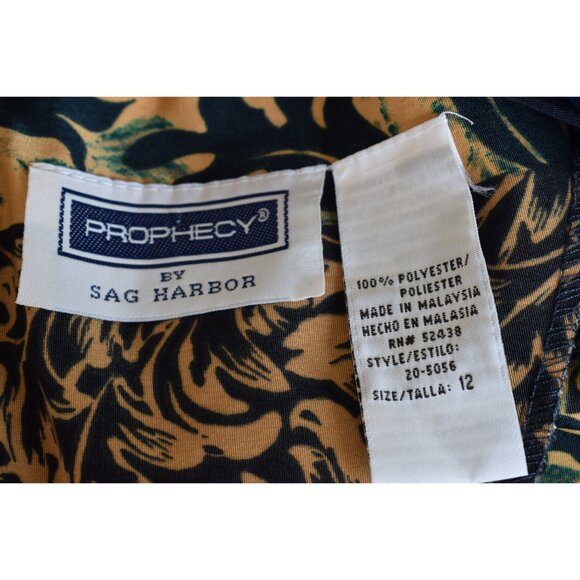 PROPHECY®
BY
SAG HARBOR
100% POLYESTER/
POLIESTER
MADE IN MALAYSIA
HECHO EN MALASIA
RN# 52438
STYLE/ESTILO:
20-5056
SIZE/TALLA: 12